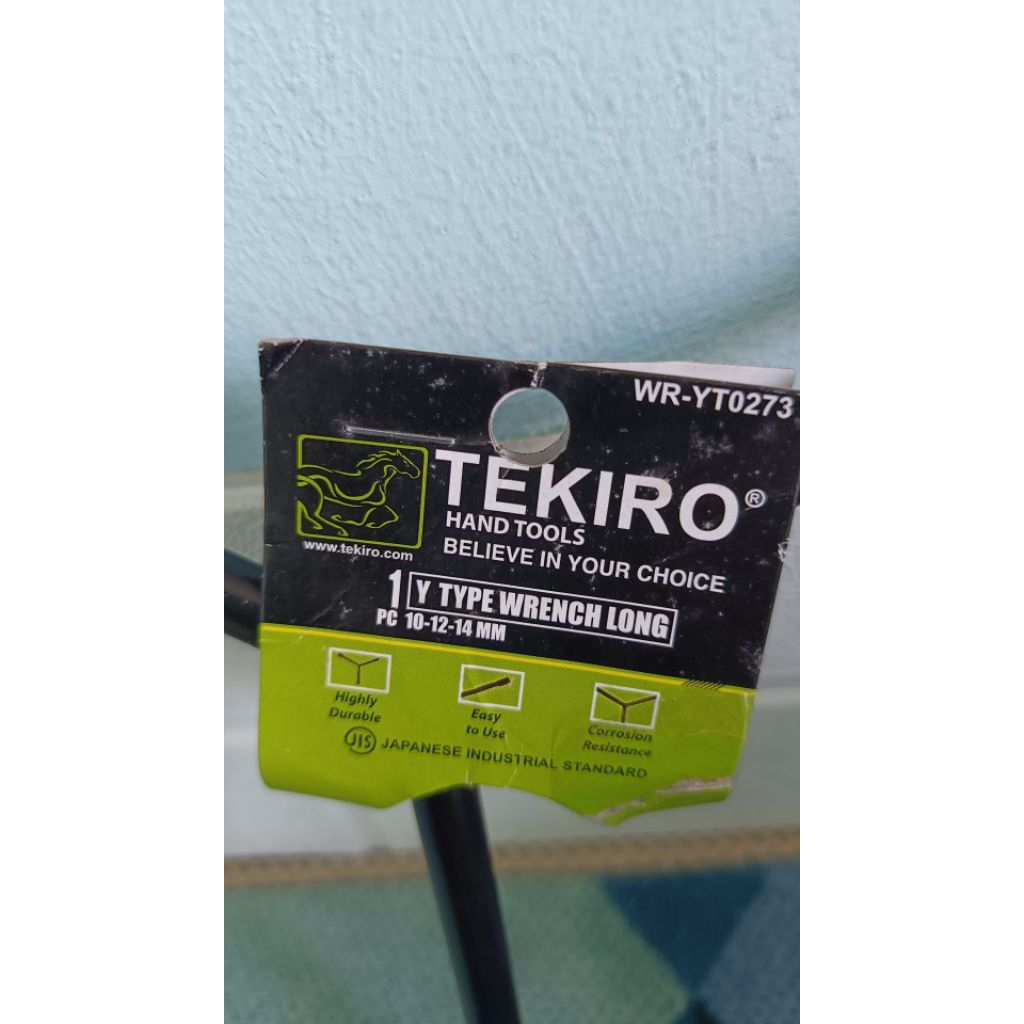 WR-YT0273
TEKIRO®
HAND TOOLS
www.tekiro.com
BELIEVE IN YOUR CHOICE
1 Y TYPE WRENCH LONG
PC 10-12-14 MM
Highly
Durable
Easy
to Use
Corrosion
Resistance
JIS JAPANESE INDUSTRIAL STANDARD